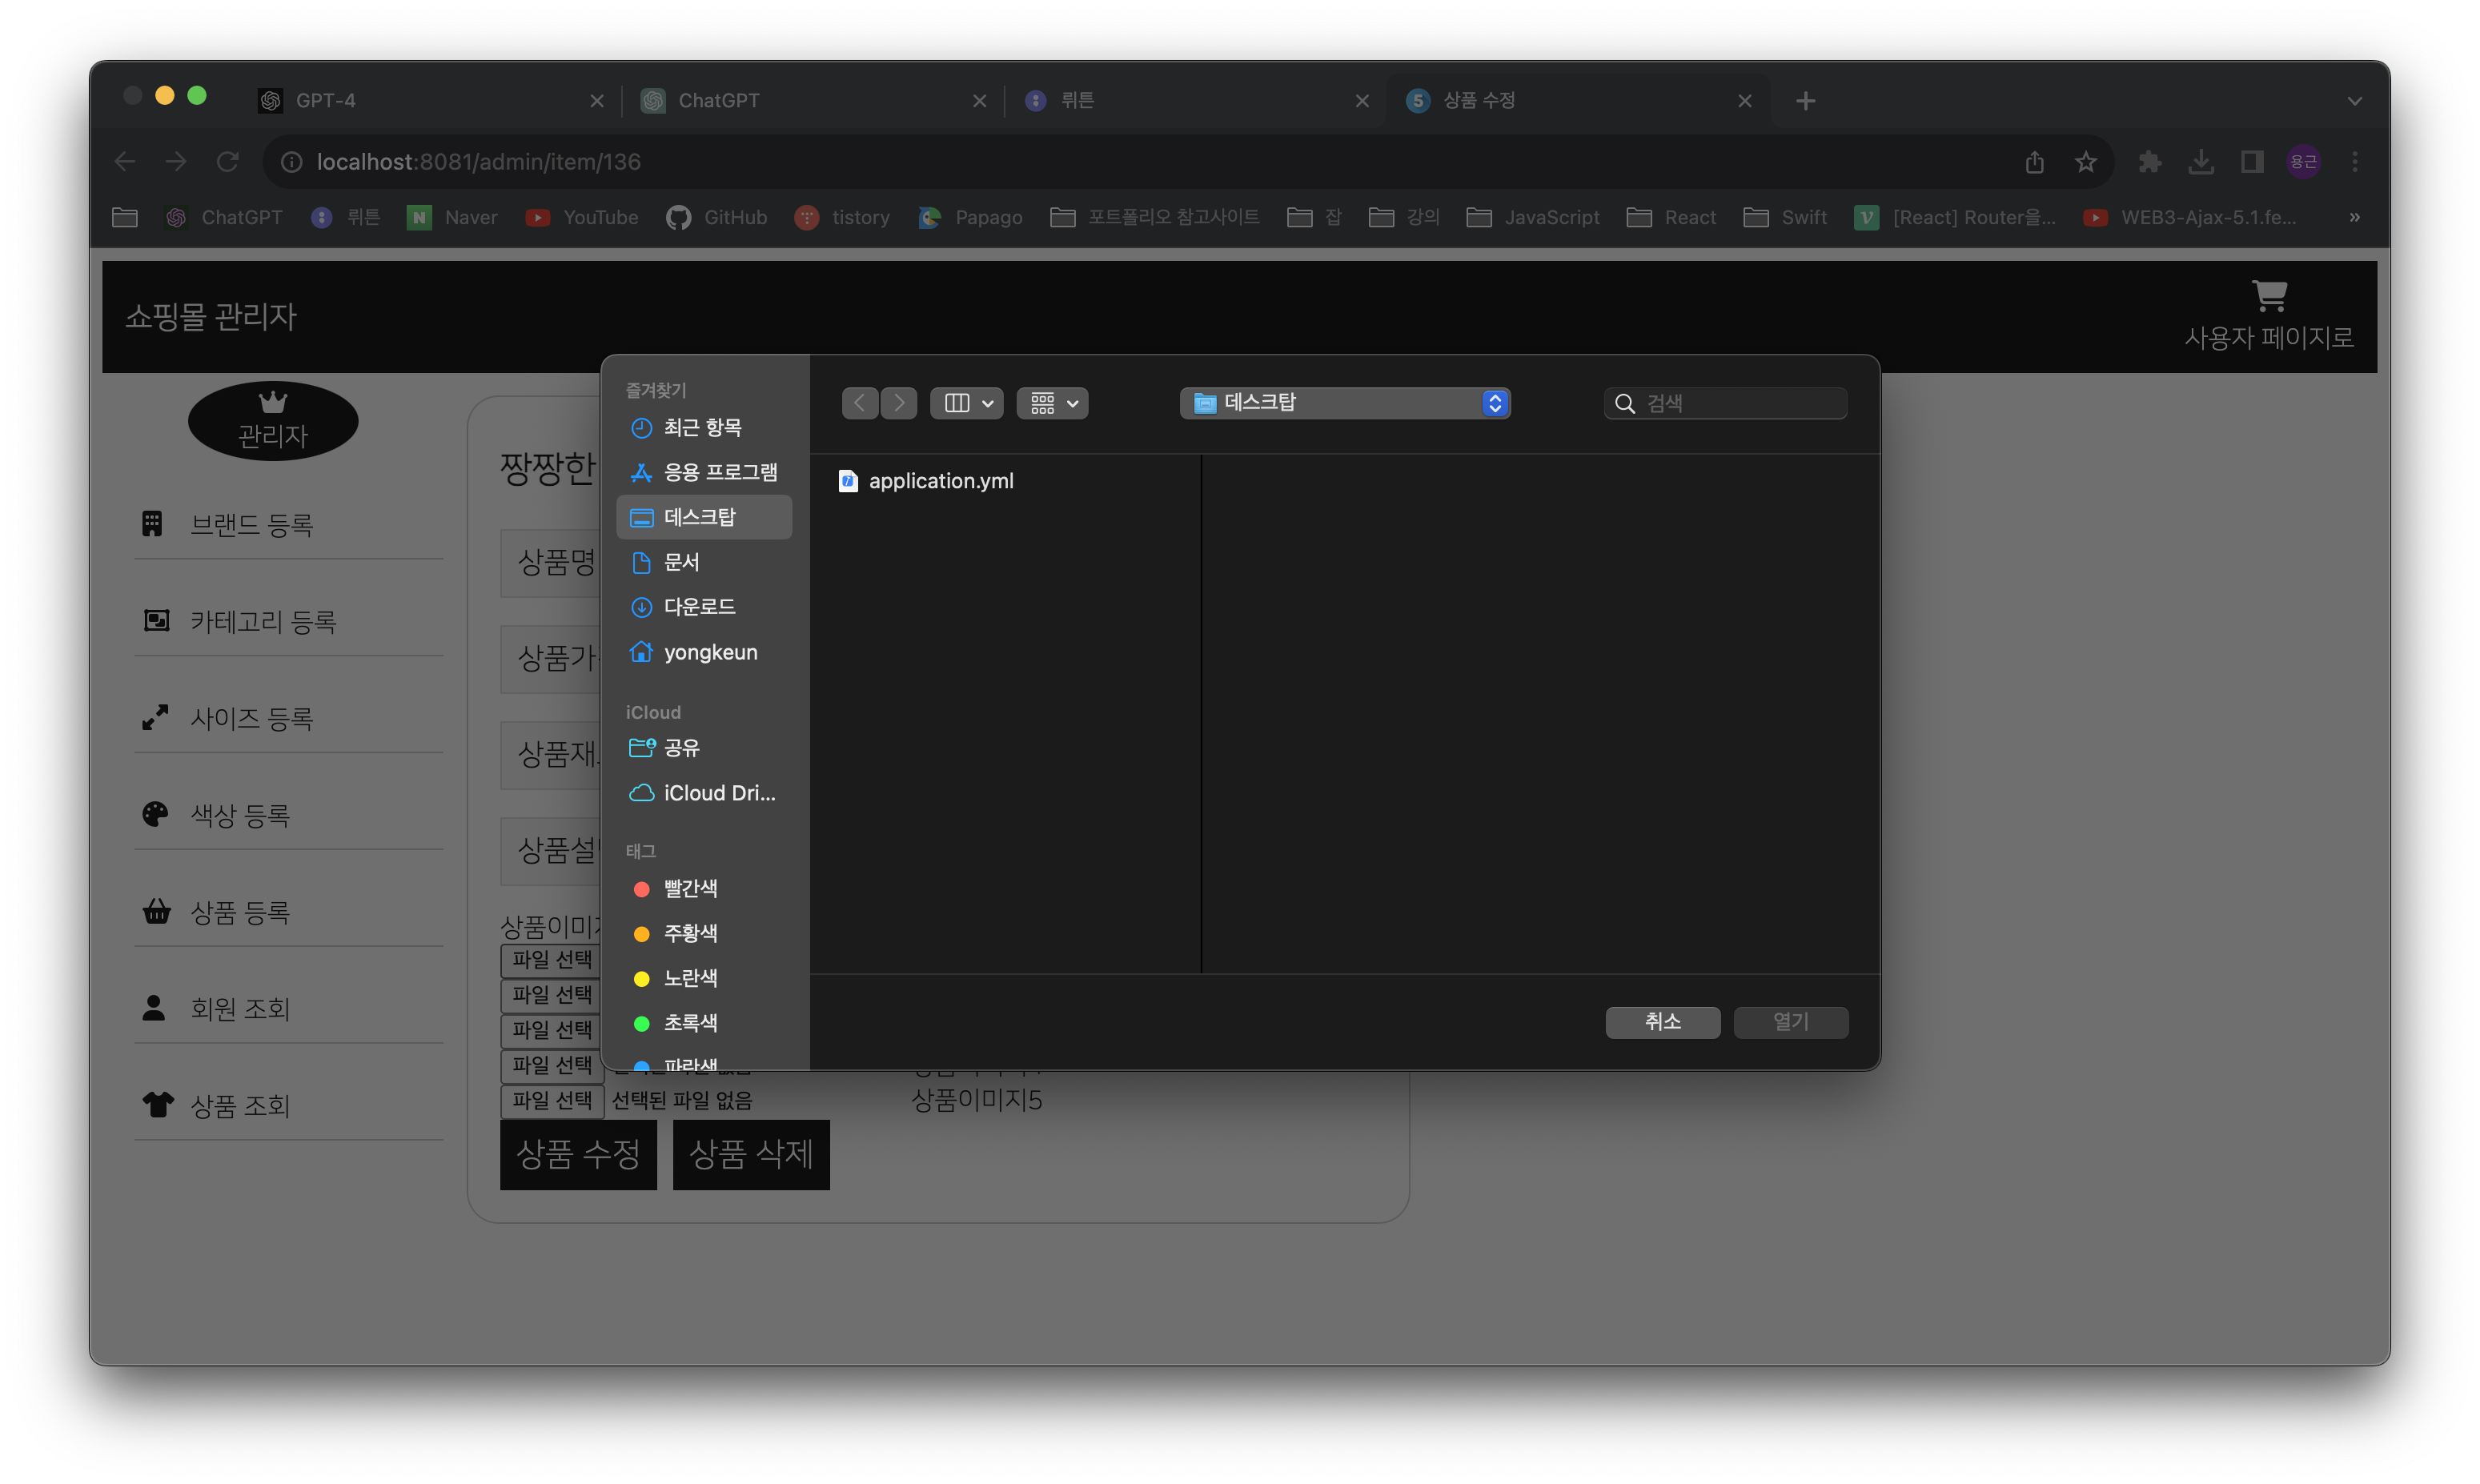 GPT-4
ChatGPT
뤼튼
5 상품 수정
localhost:8081/admin/item/136
용근
ChatGPT 뤼튼 Naver YouTube GitHub tistory Papago 포트폴리오 참고사이트 잡 강의 JavaScript React Swift [React] Router을... WEB3-Ajax-5.1.fe... »
쇼핑몰 관리자
사용자 페이지로
관리자
브랜드 등록
카테고리 등록
사이즈 등록
색상 등록
상품 등록
회원 조회
상품 조회
짱짱한
상품명
상품가
상품재
상품설
상품이미
파일 선택
파일 선택
파일 선택
파일 선택
파일 선택 선택된 파일 없음 상품이미지5
상품 수정 상품 삭제
즐겨찾기
최근 항목
응용 프로그램
데스크탑
문서
다운로드
yongkeun
iCloud
공유
iCloud Dri...
태그
빨간색
주황색
노란색
초록색
파란색
데스크탑
검색
application.yml
취소 열기